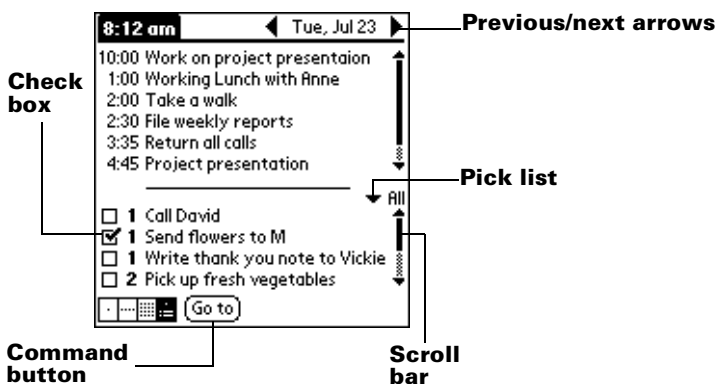 8:12 am Tue, Jul 23 Previous/next arrows
10:00 Work on project presentaion
1:00 Working Lunch with Anne
Check
box
2:00 Take a walk
2:30 File weekly reports
3:35 Return all calls
4:45 Project presentation
Pick list
All
1 Call David
1 Send flowers to M
1 Write thank you note to Vickie
2 Pick up fresh vegetables
Go to
Command
button
Scroll
bar